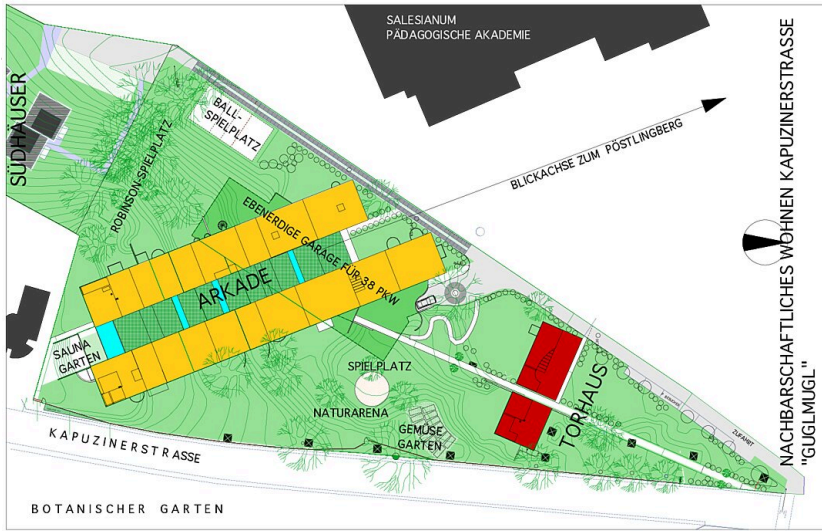 SALESIANUM
PÄDAGOGISCHE AKADEMIE
SÜDHÄUSER
BALL-
SPIELPLATZ
ROBINSON-SPIELPLATZ
BLICKACHSE ZUM PÖSTLINGBERG
EBENERDIGE GARAGE FÜR 38 PKW
ARKADE
SAUNA
GARTEN
SPIELPLATZ
NATURARENA
GEMÜSE
GARTEN
TORHAUS
ZUFAHRT
KAPUZINERSTRASSE
BOTANISCHER GARTEN
NACHBARSCHAFTLICHES WOHNEN KAPUZINERSTRASSE
"GUGLMUGL"